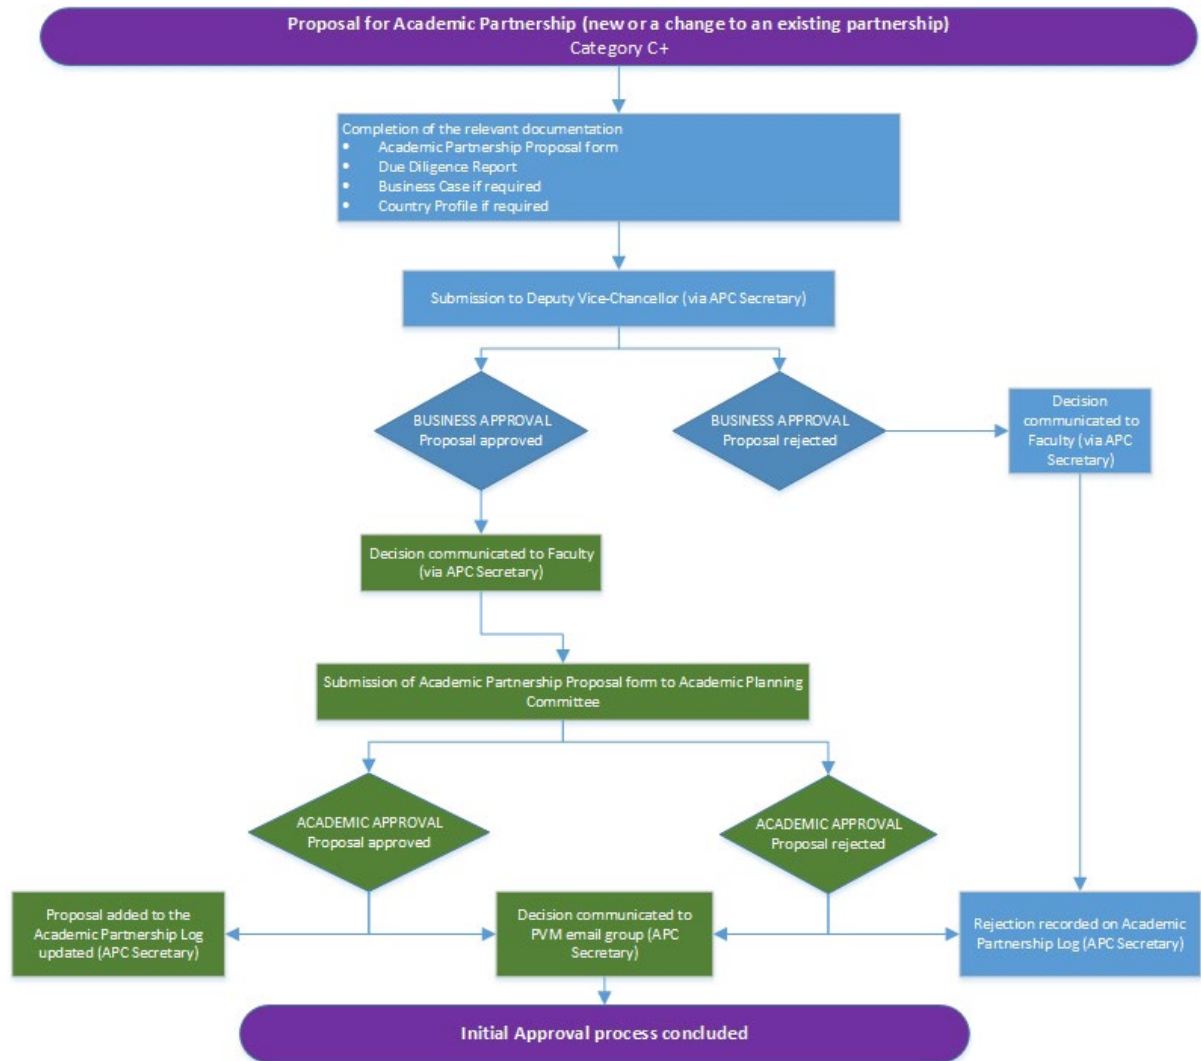 Proposal for Academic Partnership (new or a change to an existing partnership)
Category C+
Completion of the relevant documentation
• Academic Partnership Proposal form
• Due Diligence Report
• Business Case if required
• Country Profile if required
Submission to Deputy Vice-Chancellor (via APC Secretary)
BUSINESS APPROVAL
Proposal approved
BUSINESS APPROVAL
Proposal rejected
Decision
communicated to
Faculty (via APC
Secretary)
Decision communicated to Faculty
(via APC Secretary)
Submission of Academic Partnership Proposal form to Academic Planning
Committee
ACADEMIC APPROVAL
Proposal approved
ACADEMIC APPROVAL
Proposal rejected
Proposal added to the
Academic Partnership Log
updated (APC Secretary)
Decision communicated to
PVM email group (APC
Secretary)
Rejection recorded on Academic
Partnership Log (APC Secretary)
Initial Approval process concluded